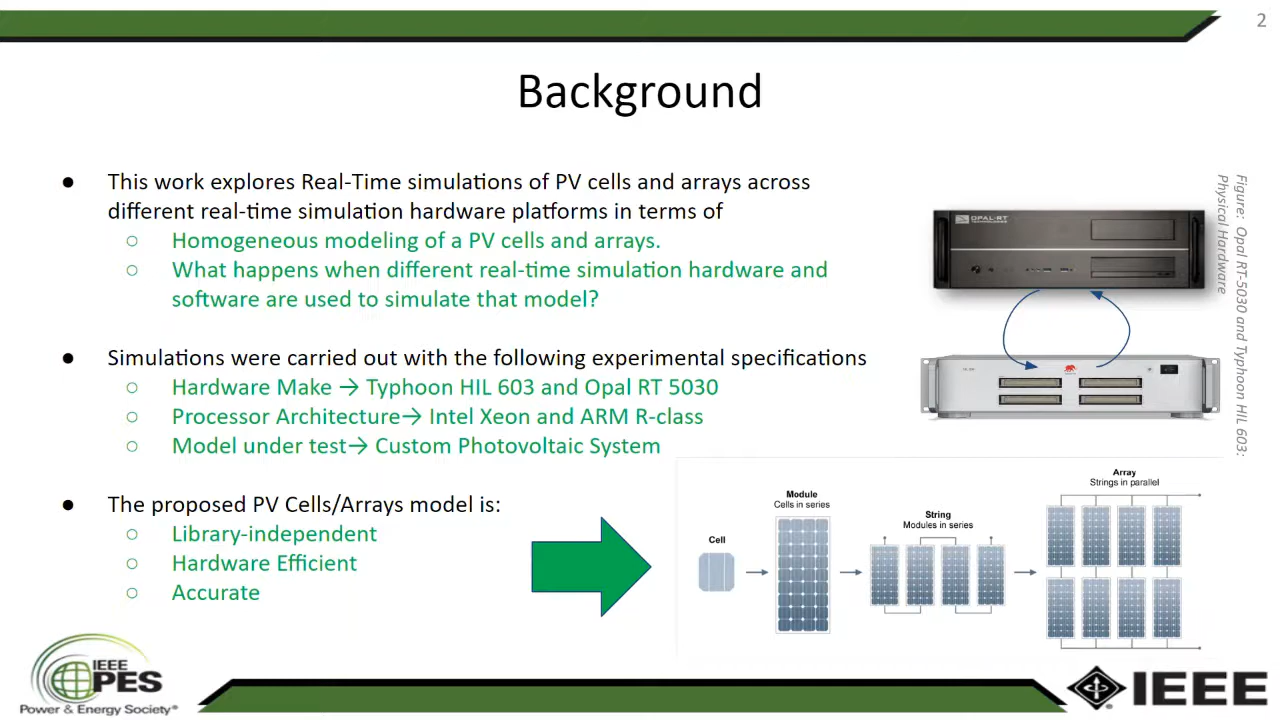 2
Background
● This work explores Real-Time simulations of PV cells and arrays across
different real-time simulation hardware platforms in terms of
○ Homogeneous modeling of a PV cells and arrays.
○ What happens when different real-time simulation hardware and
software are used to simulate that model?
● Simulations were carried out with the following experimental specifications
○ Hardware Make → Typhoon HIL 603 and Opal RT 5030
○ Processor Architecture→ Intel Xeon and ARM R-class
○ Model under test→ Custom Photovoltaic System
● The proposed PV Cells/Arrays model is:
○ Library-independent
○ Hardware Efficient
○ Accurate
OPAL-RT
TECHNOLOGIES
Figure: Opal RT-5030 and Typhoon HIL 603:
Physical Hardware
Cell
Module
Cells in series
String
Modules in series
Array
Strings in parallel
IEEE
PES
Power & Energy Society®
IEEE